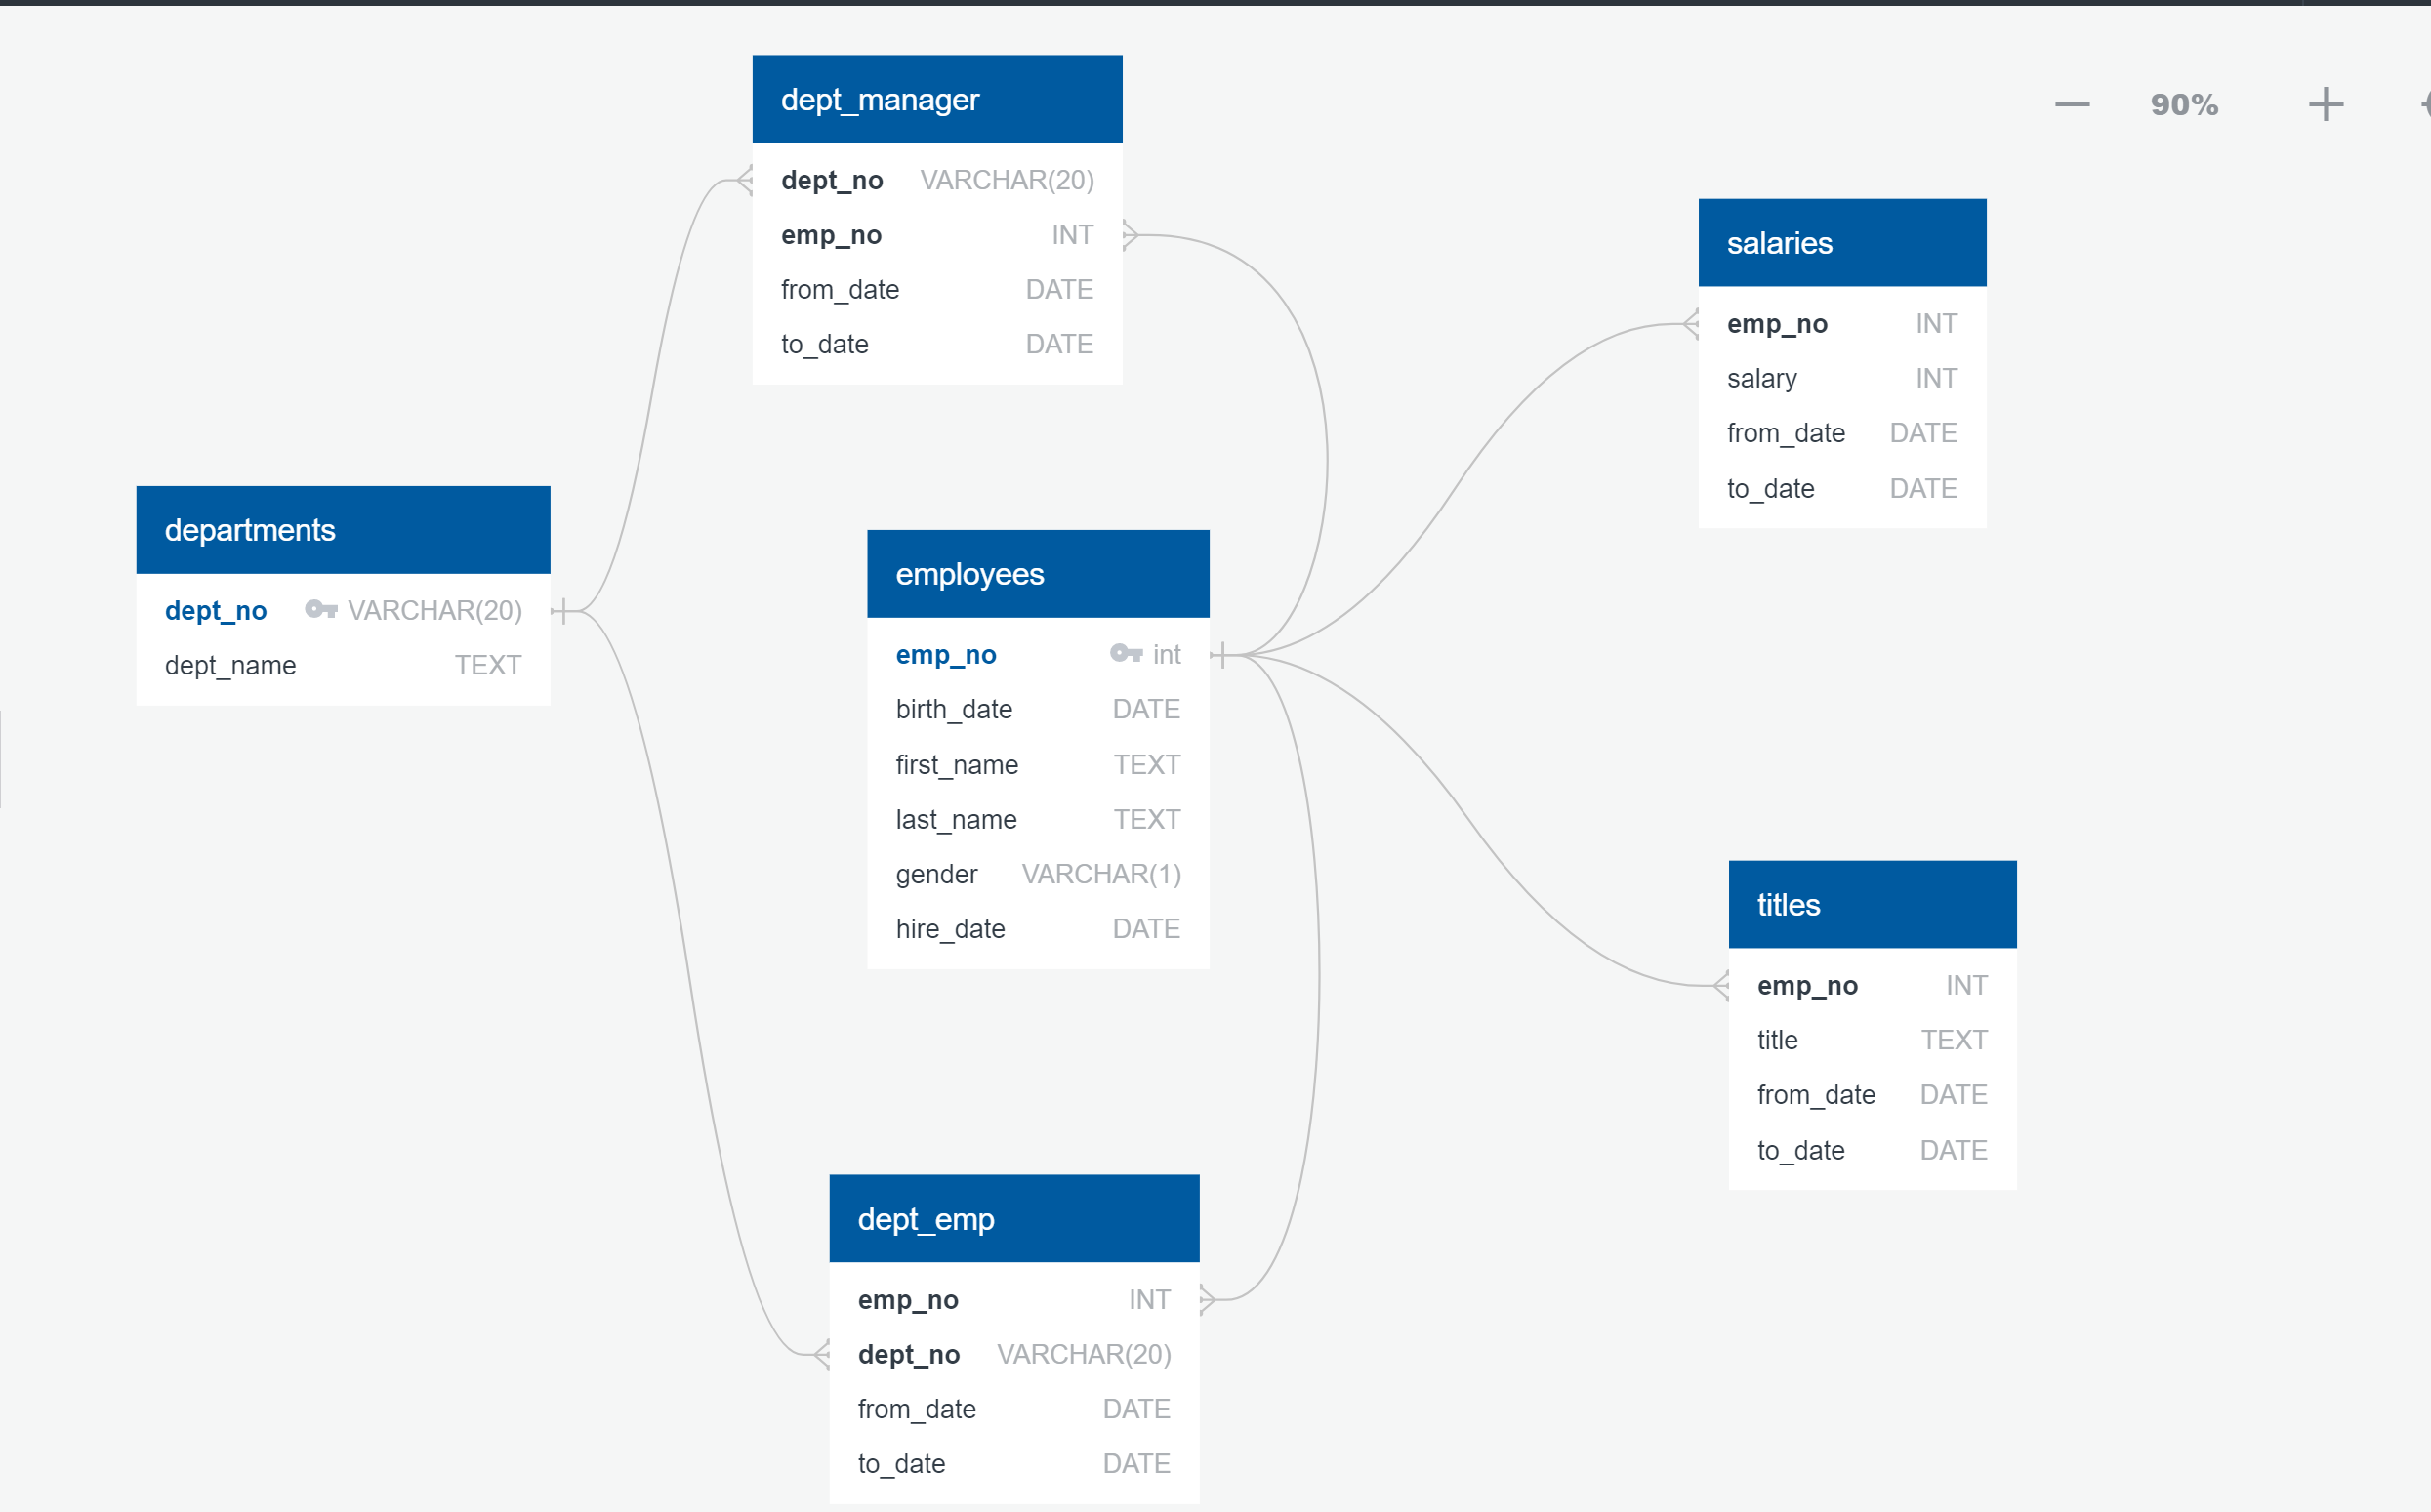 dept_manager
dept_no VARCHAR(20)
emp_no INT
from_date DATE
to_date DATE
90%
salaries
emp_no INT
salary INT
from_date DATE
to_date DATE
departments
dept_no VARCHAR(20)
dept_name TEXT
employees
emp_no int
birth_date DATE
first_name TEXT
last_name TEXT
gender VARCHAR(1)
hire_date DATE
titles
emp_no INT
title TEXT
from_date DATE
to_date DATE
dept_emp
emp_no INT
dept_no VARCHAR(20)
from_date DATE
to_date DATE